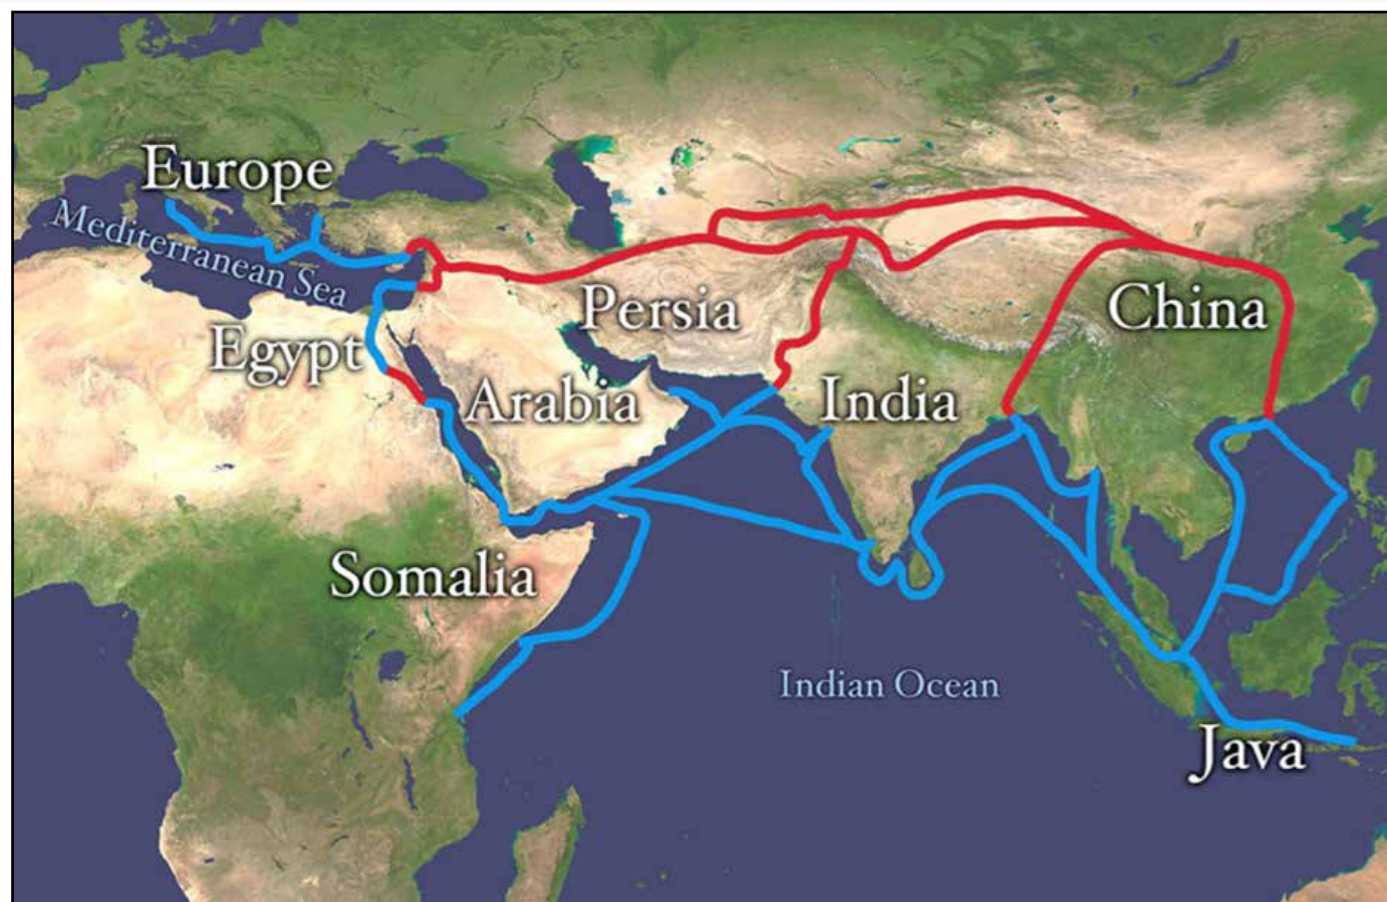 Europe
Mediterranean Sea
Egypt
Persia
China
Arabia
India
Somalia
Indian Ocean
Java